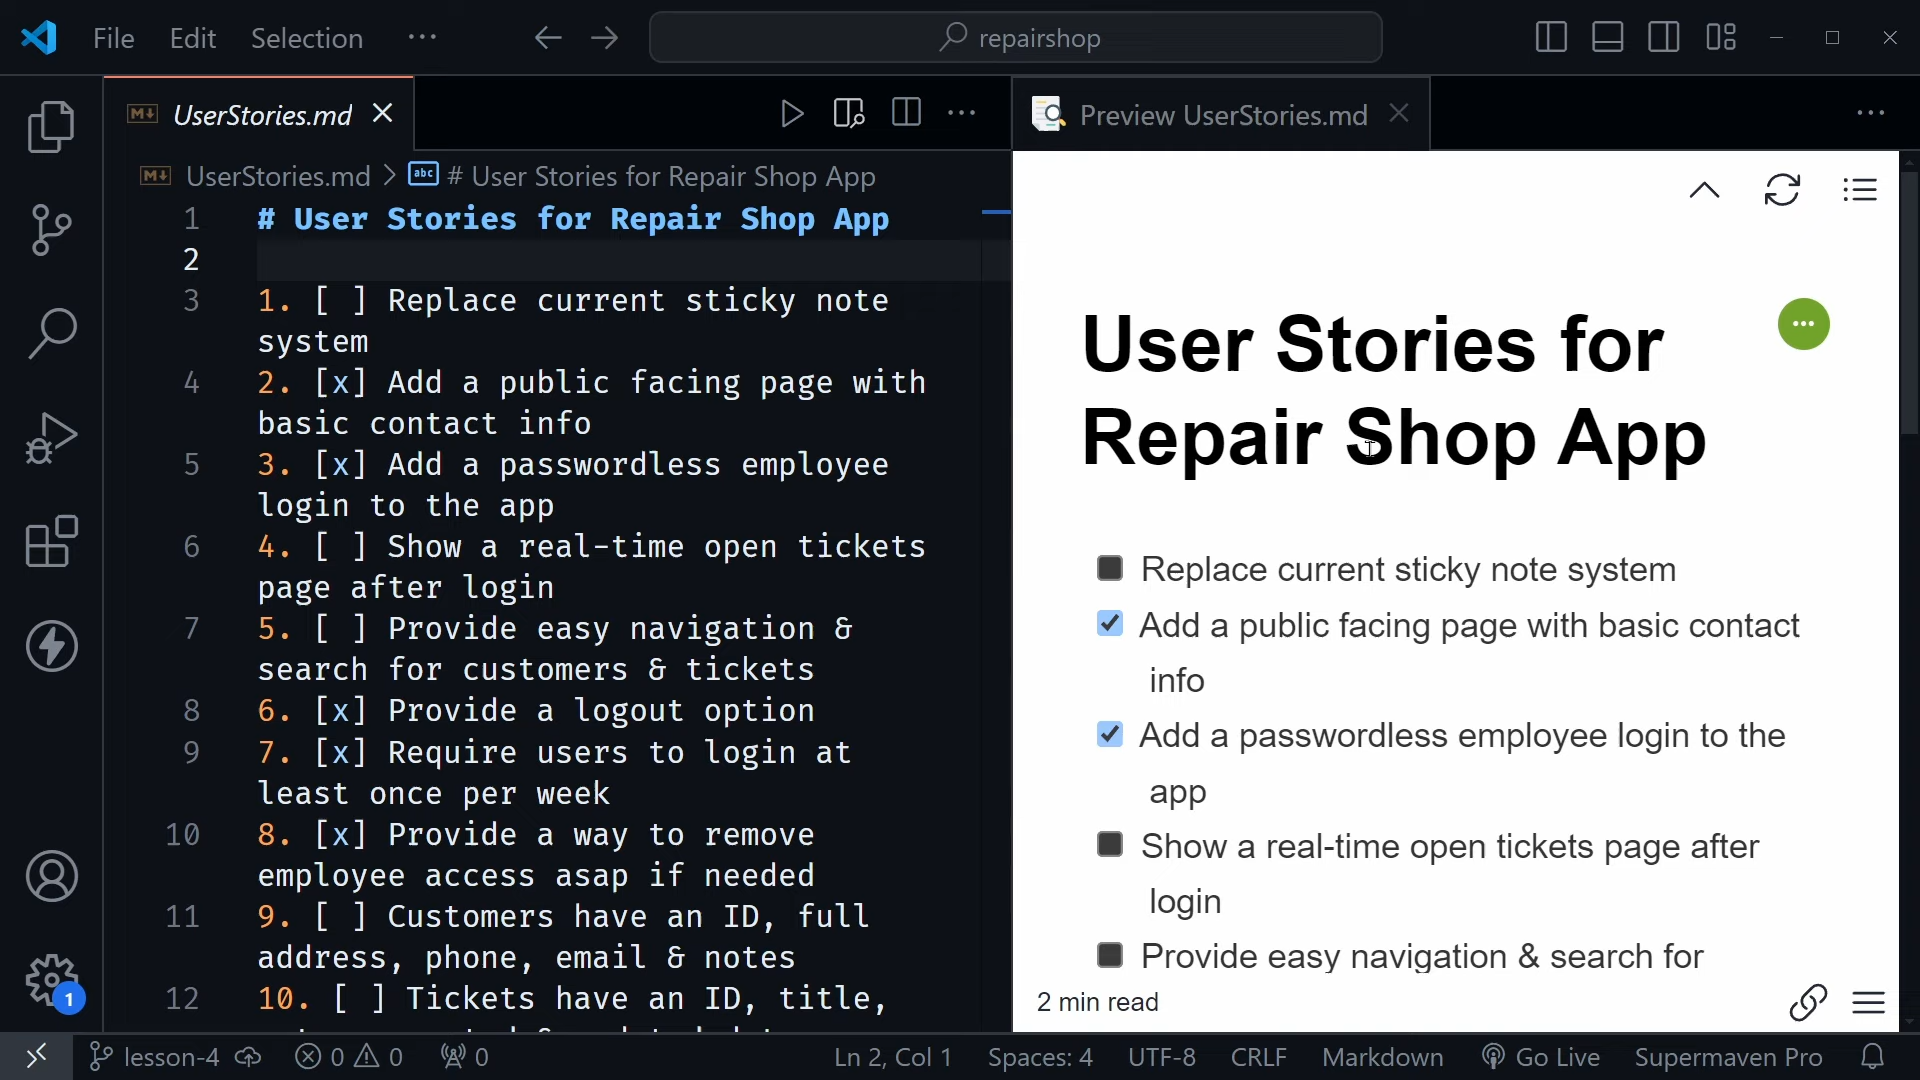 File Edit Selection ··· repairshop
UserStories.md
Preview UserStories.md
UserStories.md > # User Stories for Repair Shop App
1 # User Stories for Repair Shop App
2
3 1. [ ] Replace current sticky note
system
4 2. [x] Add a public facing page with
basic contact info
5 3. [x] Add a passwordless employee
login to the app
6 4. [ ] Show a real-time open tickets
page after login
7 5. [ ] Provide easy navigation &
search for customers & tickets
8 6. [x] Provide a logout option
9 7. [x] Require users to login at
least once per week
10 8. [x] Provide a way to remove
employee access asap if needed
11 9. [ ] Customers have an ID, full
address, phone, email & notes
12 10. [ ] Tickets have an ID, title,
User Stories for
Repair Shop App
Replace current sticky note system
Add a public facing page with basic contact
info
Add a passwordless employee login to the
app
Show a real-time open tickets page after
login
Provide easy navigation & search for
2 min read
1
lesson-4 0 0 0 Ln 2, Col 1 Spaces: 4 UTF-8 CRLF Markdown Go Live Supermaven Pro